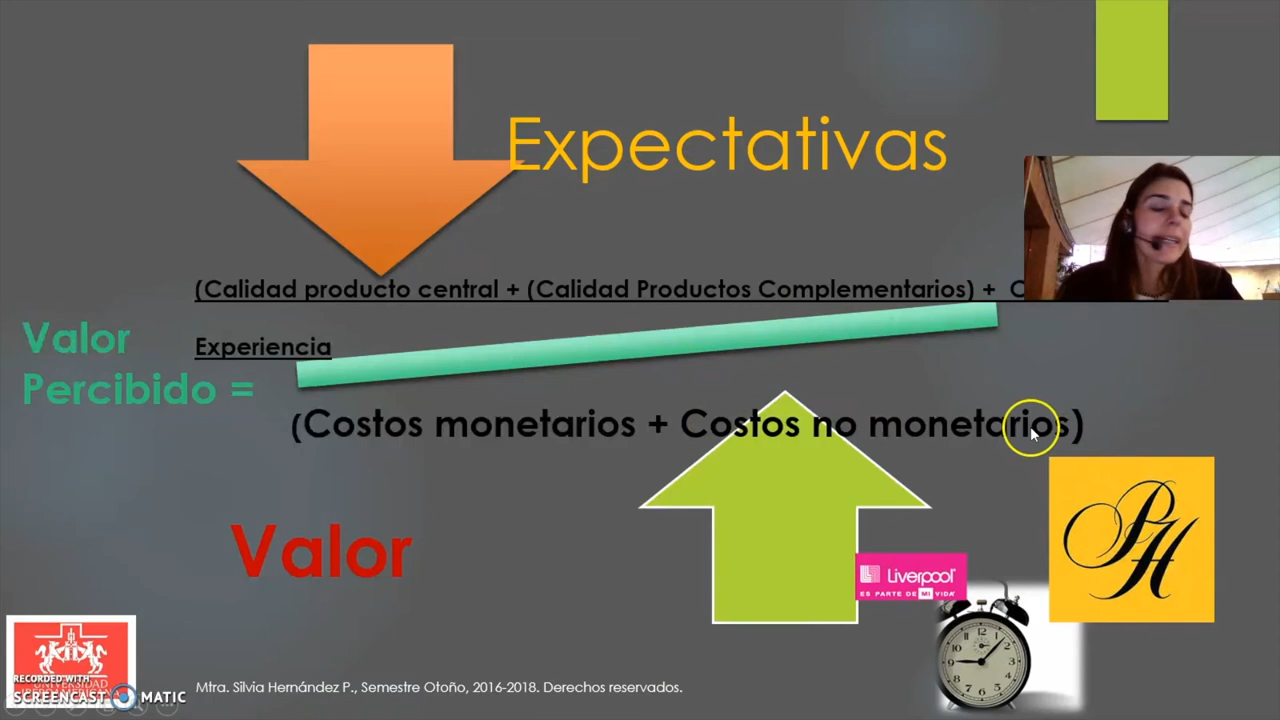 Expectativas
(Calidad producto central + (Calidad Productos Complementarios) +
Experiencia
Valor
Percibido =
(Costos monetarios + Costos no monetarios)
Valor
Liverpool
ES PARTE DE MI VIDA
PH
RECORDED WITH
SCREENCAST MATIC
Mtra. Silvia Hernández P., Semestre Otoño, 2016-2018. Derechos reservados.